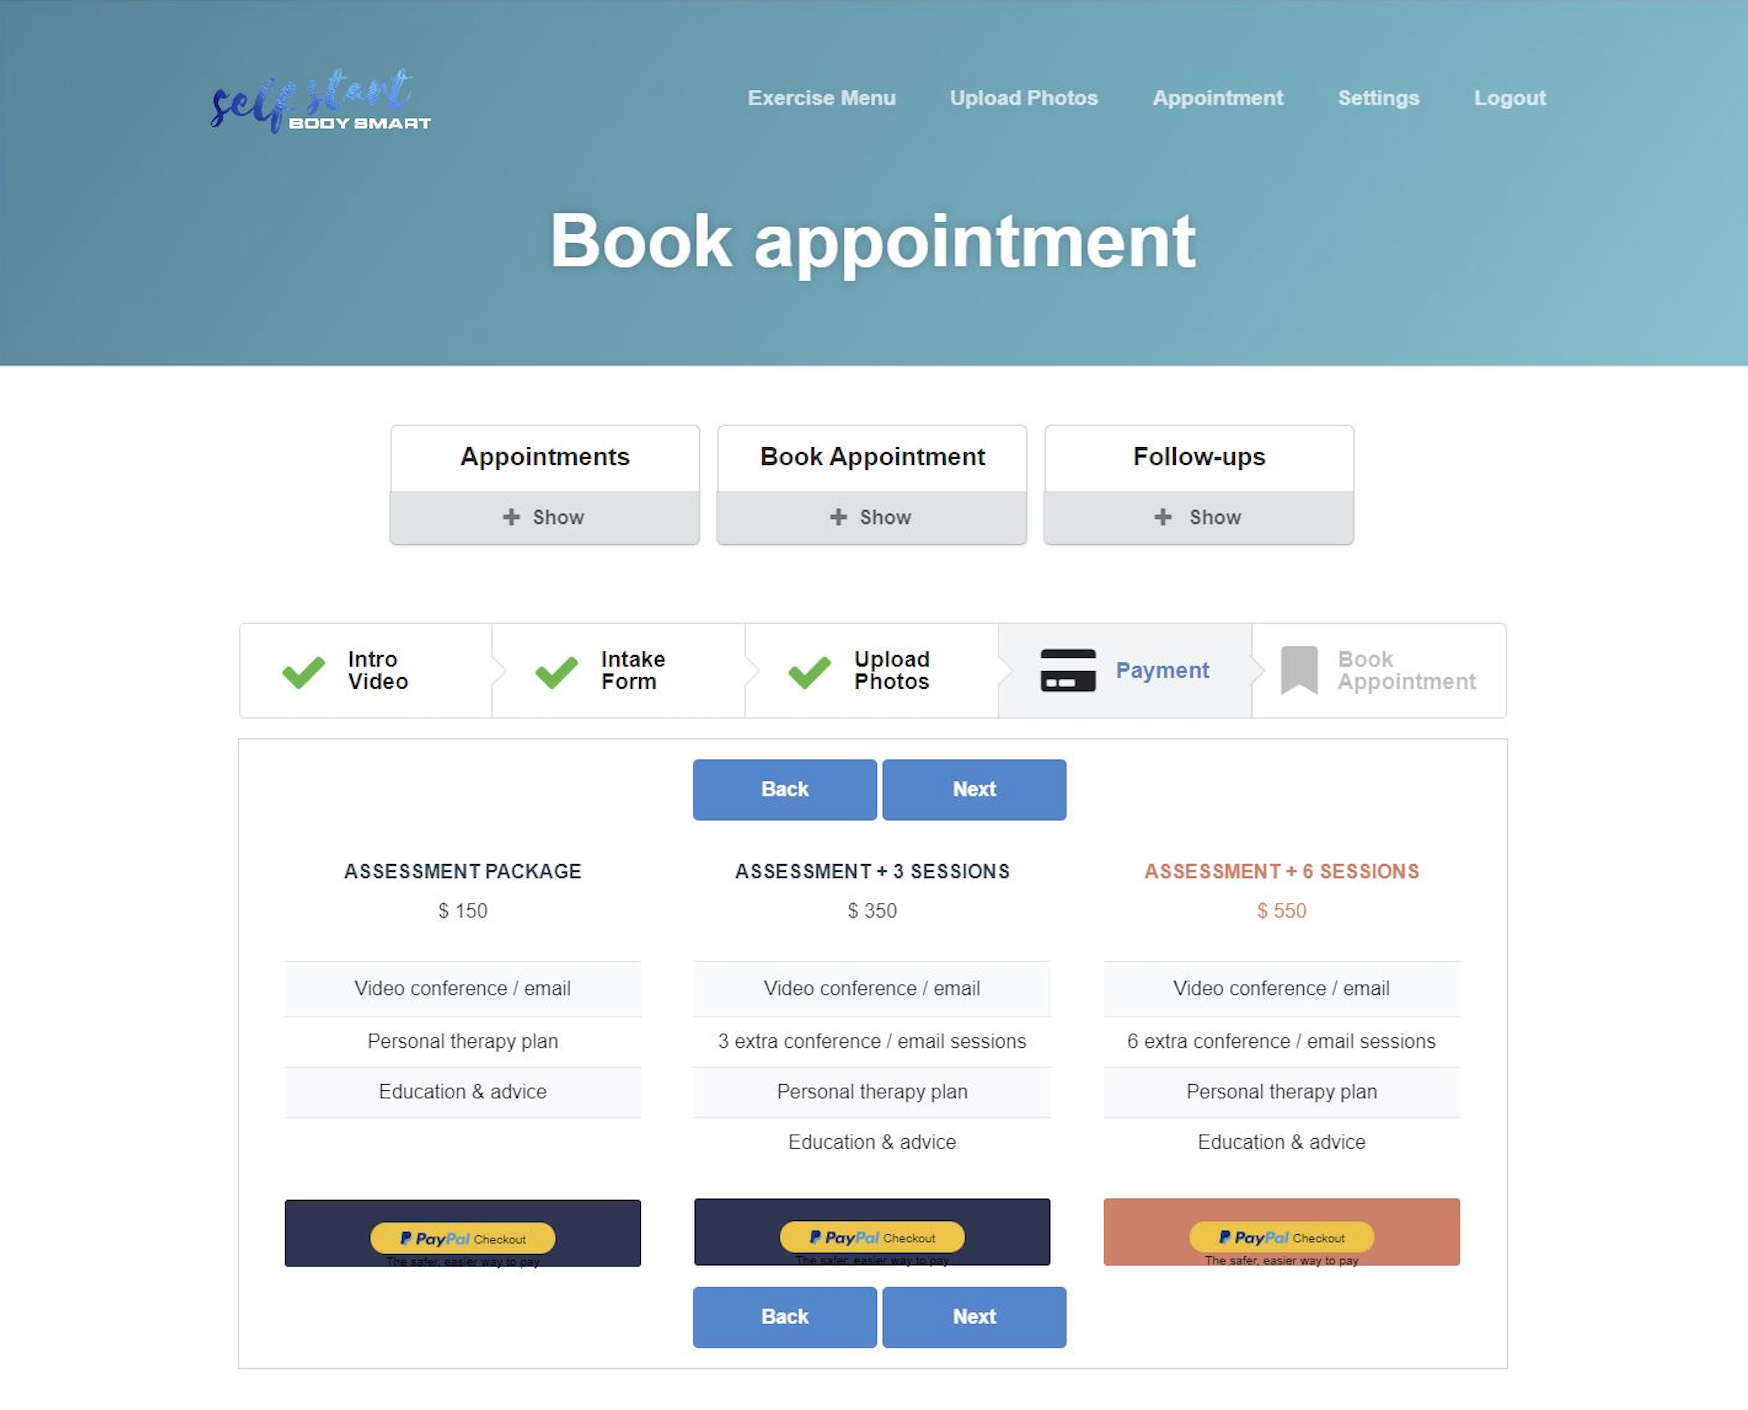 self start
BODY SMART
Exercise Menu
Upload Photos
Appointment
Settings
Logout
Book appointment
Appointments
Show
Book Appointment
Show
Follow-ups
Show
Intro
Video
Intake
Form
Upload
Photos
Payment
Book
Appointment
Back
Next
ASSESSMENT PACKAGE
$ 150
Video conference / email
Personal therapy plan
Education & advice
PayPal Checkout
The safer, easier way to pay
ASSESSMENT + 3 SESSIONS
$ 350
Video conference / email
3 extra conference / email sessions
Personal therapy plan
Education & advice
PayPal Checkout
The safer, easier way to pay
ASSESSMENT + 6 SESSIONS
$ 550
Video conference / email
6 extra conference / email sessions
Personal therapy plan
Education & advice
PayPal Checkout
The safer, easier way to pay
Back
Next